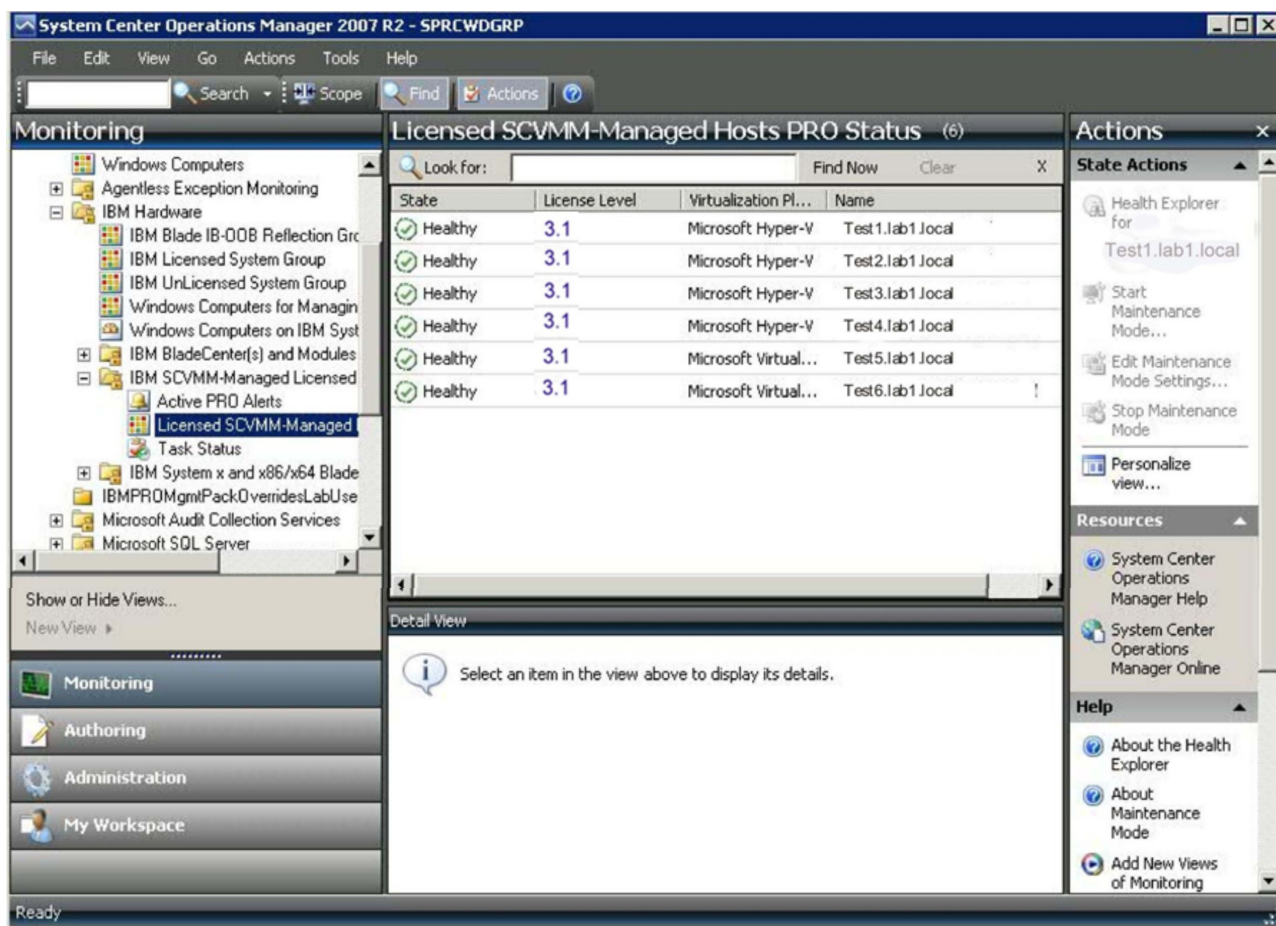 System Center Operations Manager 2007 R2 - SPRCWDGRP
File Edit View Go Actions Tools Help
Search Scope Find Actions
Monitoring
Windows Computers
Agentless Exception Monitoring
IBM Hardware
IBM Blade IB-OOB Reflection Grc
IBM Licensed System Group
IBM UnLicensed System Group
Windows Computers for Managin
Windows Computers on IBM Syst
IBM BladeCenter(s) and Modules
IBM SCVMM-Managed Licensed
Active PRO Alerts
Licensed SCVMM-Managed
Task Status
IBM System x and x86/x64 Blade
IBMPROMgmtPackOverridesLabUse
Microsoft Audit Collection Services
Microsoft SQL Server
Show or Hide Views...
New View
Monitoring
Authoring
Administration
My Workspace
Ready
Licensed SCVMM-Managed Hosts PRO Status (6)
Look for: Find Now Clear X
State License Level Virtualization Pl... Name
Healthy 3.1 Microsoft Hyper-V Test1.lab1.local
Healthy 3.1 Microsoft Hyper-V Test2.lab1.local
Healthy 3.1 Microsoft Hyper-V Test3.lab1.local
Healthy 3.1 Microsoft Hyper-V Test4.lab1.local
Healthy 3.1 Microsoft Virtual... Test5.lab1.local
Healthy 3.1 Microsoft Virtual... Test6.lab1.local
Detail View
Select an item in the view above to display its details.
Actions
State Actions
Health Explorer
for
Test1.lab1.local
Start
Maintenance
Mode...
Edit Maintenance
Mode Settings...
Stop Maintenance
Mode
Personalize
view...
Resources
System Center
Operations
Manager Help
System Center
Operations
Manager Online
Help
About the Health
Explorer
About
Maintenance
Mode
Add New Views
of Monitoring